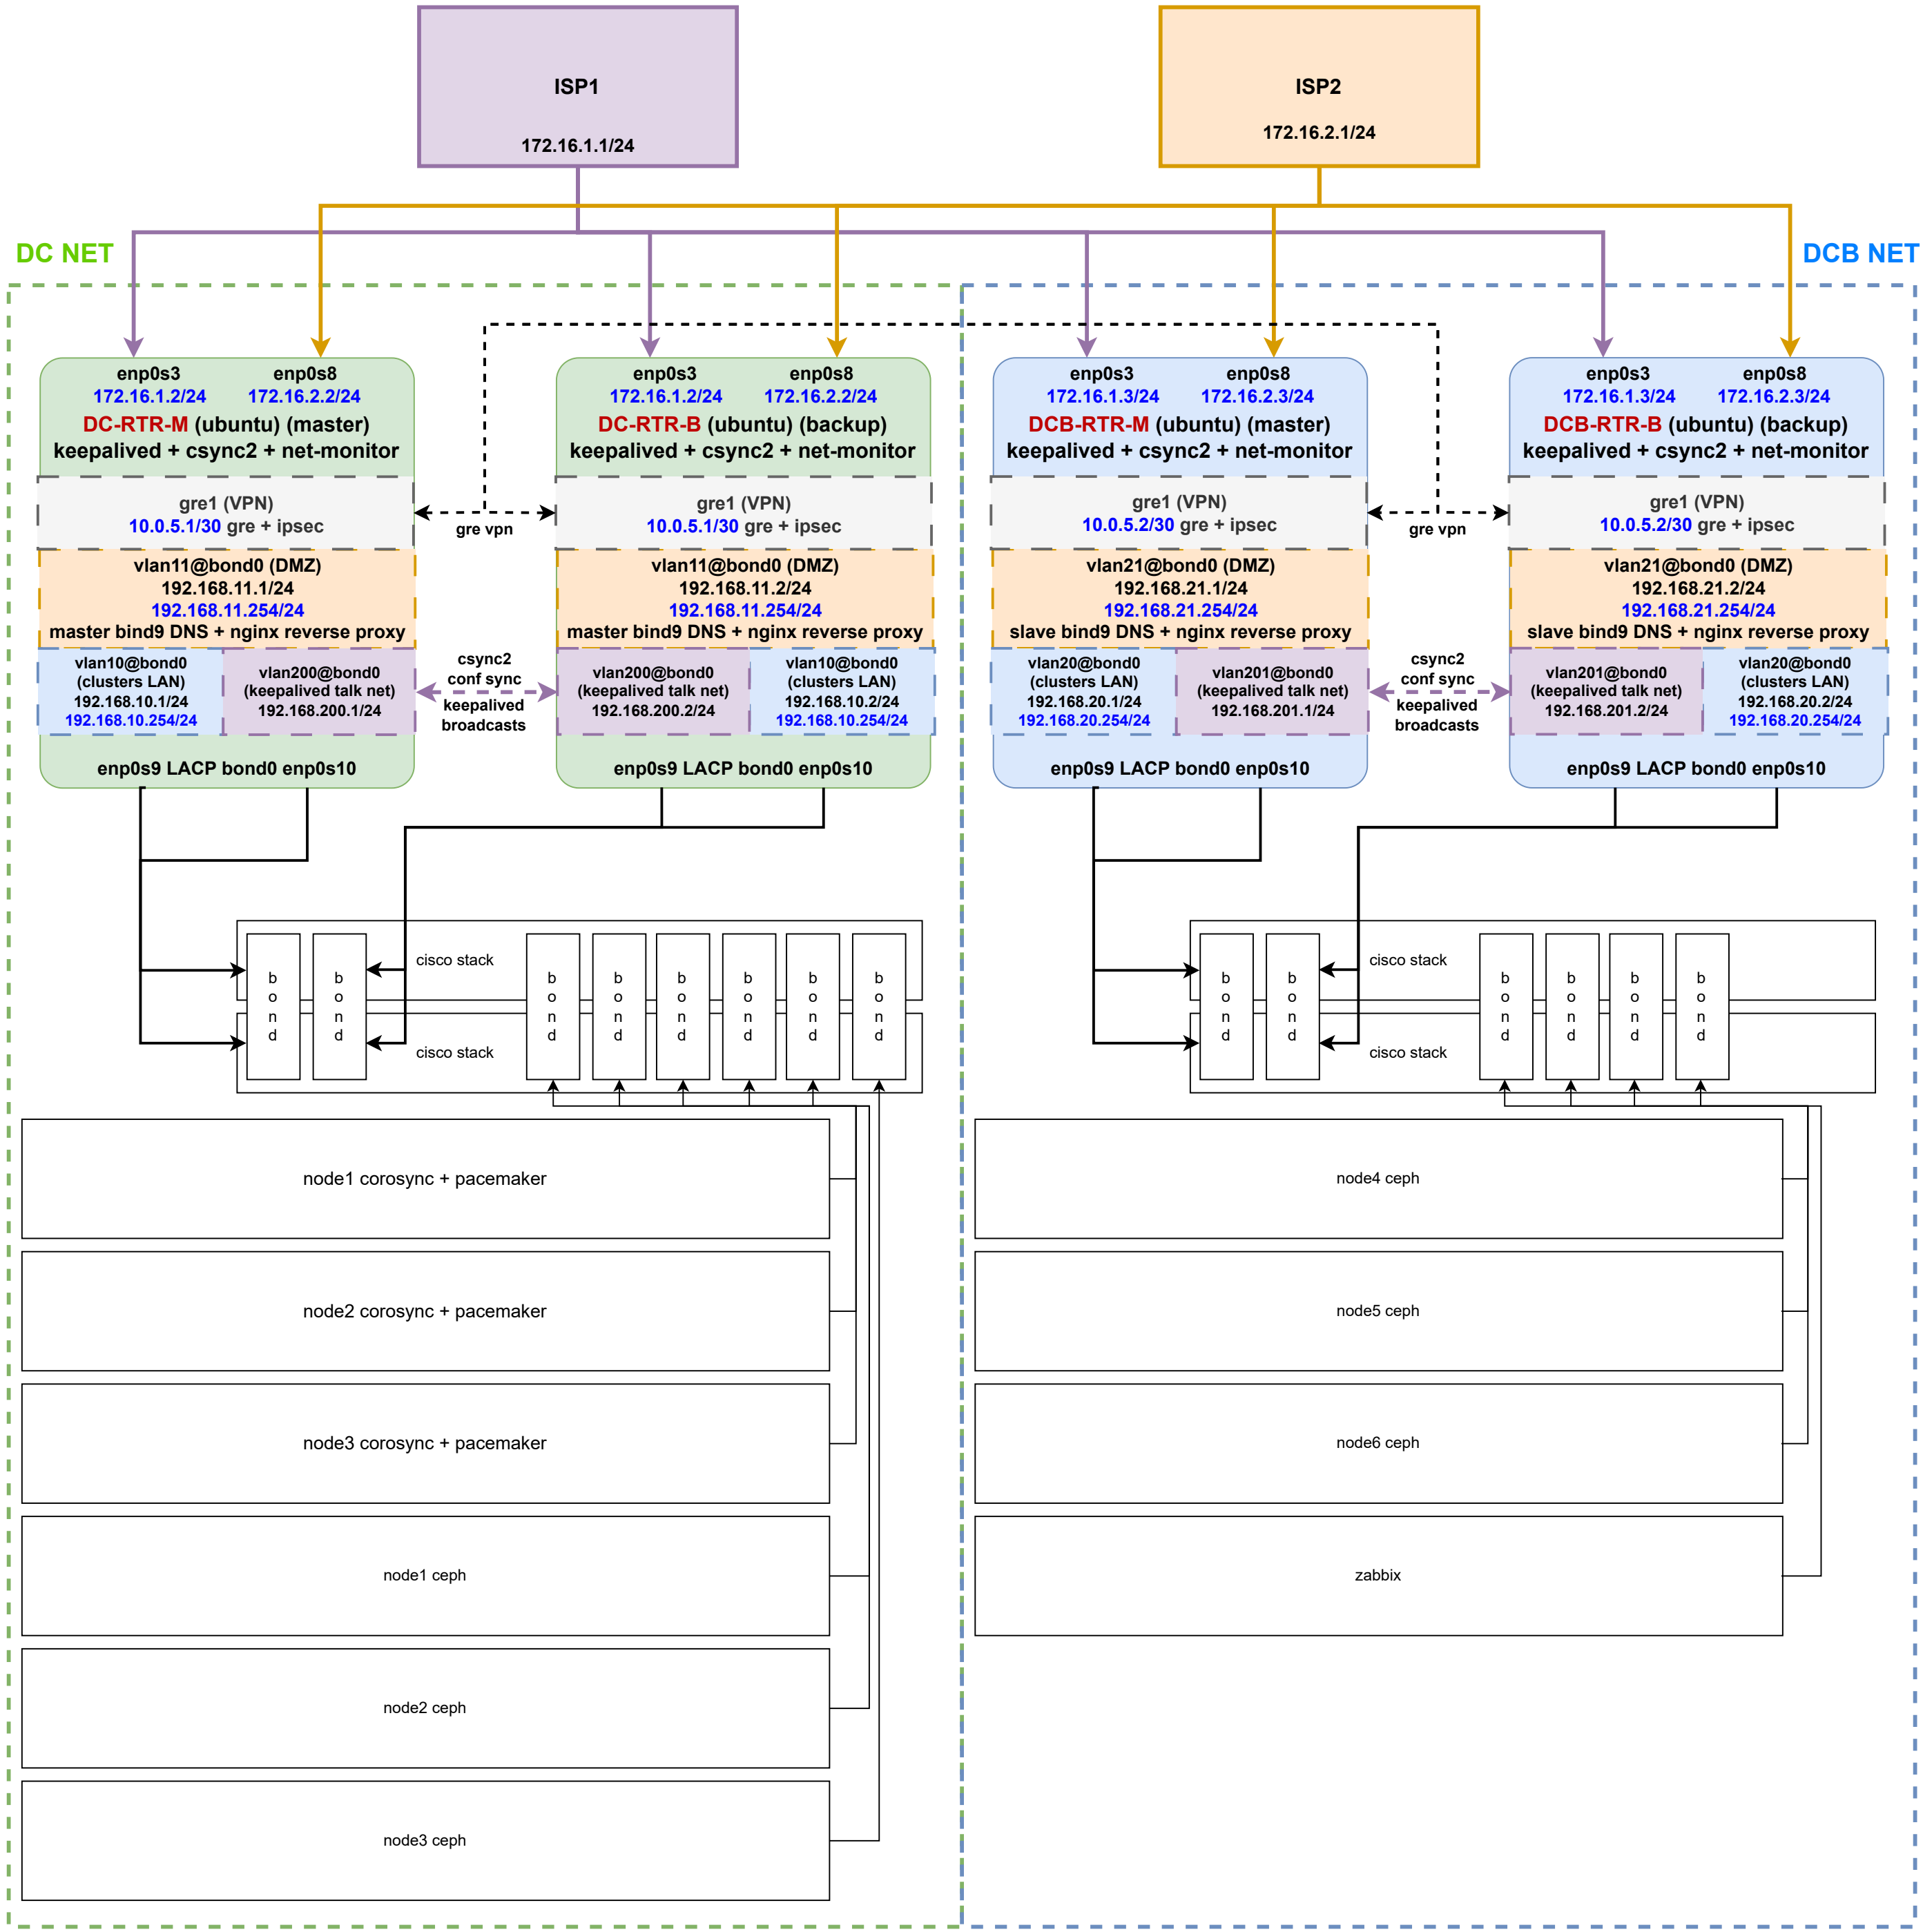 ISP1
172.16.1.1/24
ISP2
172.16.2.1/24
DC NET
DCB NET
enp0s3
172.16.1.2/24
enp0s8
172.16.2.2/24
DC-RTR-M (ubuntu) (master)
keepalived + csync2 + net-monitor
gre1 (VPN)
10.0.5.1/30 gre + ipsec
vlan11@bond0 (DMZ)
192.168.11.1/24
192.168.11.254/24
master bind9 DNS + nginx reverse proxy
vlan10@bond0
(clusters LAN)
192.168.10.1/24
192.168.10.254/24
vlan200@bond0
(keepalived talk net)
192.168.200.1/24
enp0s9 LACP bond0 enp0s10
gre vpn
csync2
conf sync
keepalived
broadcasts
enp0s3
172.16.1.2/24
enp0s8
172.16.2.2/24
DC-RTR-B (ubuntu) (backup)
keepalived + csync2 + net-monitor
gre1 (VPN)
10.0.5.1/30 gre + ipsec
vlan11@bond0 (DMZ)
192.168.11.2/24
192.168.11.254/24
master bind9 DNS + nginx reverse proxy
vlan200@bond0
(keepalived talk net)
192.168.200.2/24
vlan10@bond0
(clusters LAN)
192.168.10.2/24
192.168.10.254/24
enp0s9 LACP bond0 enp0s10
enp0s3
172.16.1.3/24
enp0s8
172.16.2.3/24
DCB-RTR-M (ubuntu) (master)
keepalived + csync2 + net-monitor
gre1 (VPN)
10.0.5.2/30 gre + ipsec
vlan21@bond0 (DMZ)
192.168.21.1/24
192.168.21.254/24
slave bind9 DNS + nginx reverse proxy
vlan20@bond0
(clusters LAN)
192.168.20.1/24
192.168.20.254/24
vlan201@bond0
(keepalived talk net)
192.168.201.1/24
enp0s9 LACP bond0 enp0s10
gre vpn
csync2
conf sync
keepalived
broadcasts
enp0s3
172.16.1.3/24
enp0s8
172.16.2.3/24
DCB-RTR-B (ubuntu) (backup)
keepalived + csync2 + net-monitor
gre1 (VPN)
10.0.5.2/30 gre + ipsec
vlan21@bond0 (DMZ)
192.168.21.2/24
192.168.21.254/24
slave bind9 DNS + nginx reverse proxy
vlan201@bond0
(keepalived talk net)
192.168.201.2/24
vlan20@bond0
(clusters LAN)
192.168.20.2/24
192.168.20.254/24
enp0s9 LACP bond0 enp0s10
bond
bond
cisco stack
cisco stack
bond
bond
bond
bond
bond
bond
node1 corosync + pacemaker
node2 corosync + pacemaker
node3 corosync + pacemaker
node1 ceph
node2 ceph
node3 ceph
bond
bond
cisco stack
cisco stack
bond
bond
bond
bond
node4 ceph
node5 ceph
node6 ceph
zabbix